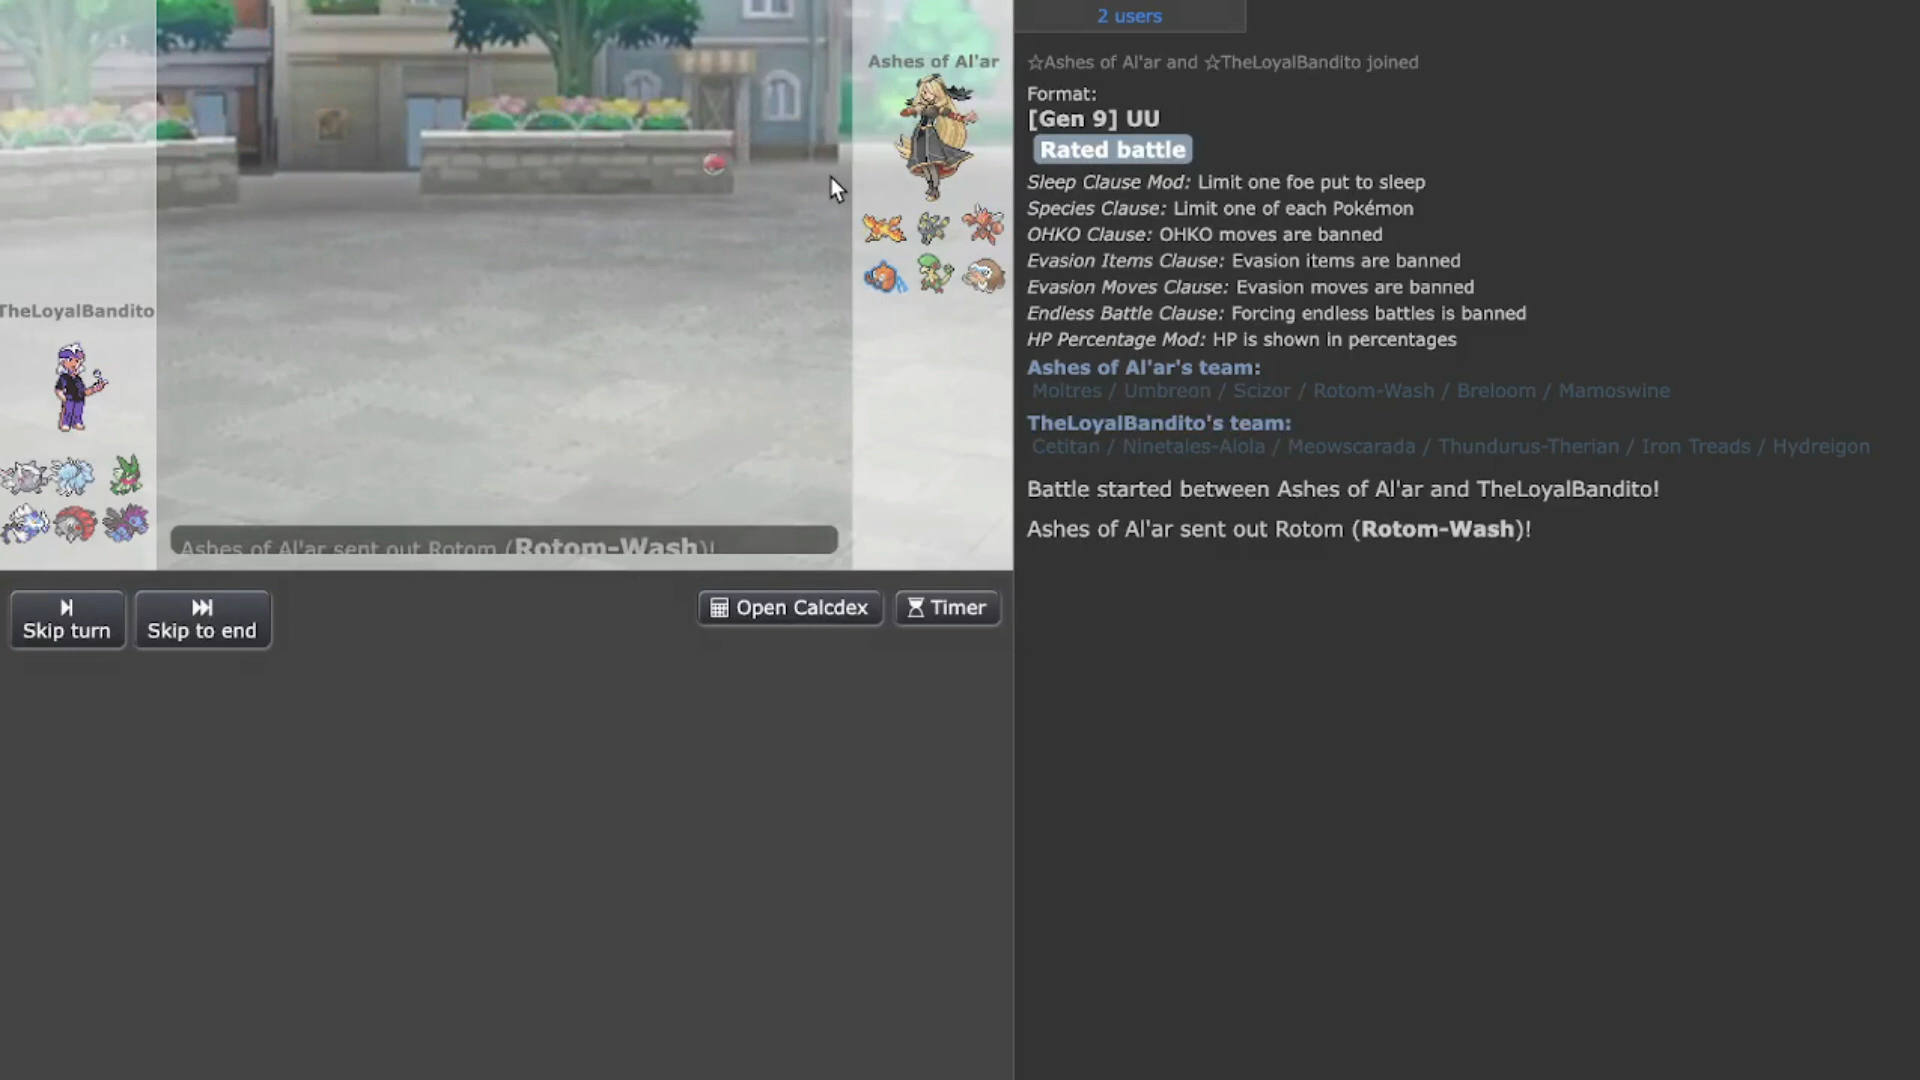 2 users
☆Ashes of Al'ar and ☆TheLoyalBandito joined
Format:
[Gen 9] UU
Rated battle
Sleep Clause Mod: Limit one foe put to sleep
Species Clause: Limit one of each Pokémon
OHKO Clause: OHKO moves are banned
Evasion Items Clause: Evasion items are banned
Evasion Moves Clause: Evasion moves are banned
Endless Battle Clause: Forcing endless battles is banned
HP Percentage Mod: HP is shown in percentages
Ashes of Al'ar's team:
Moltres / Umbreon / Scizor / Rotom-Wash / Breloom / Mamoswine
TheLoyalBandito's team:
Cetitan / Ninetales-Alola / Meowscarada / Thundurus-Therian / Iron Treads / Hydreigon
Battle started between Ashes of Al'ar and TheLoyalBandito!
Ashes of Al'ar sent out Rotom (Rotom-Wash)!
Ashes of Al'ar
TheLoyalBandito
Ashes of Al'ar sent out Rotom (Rotom-Wash)!
Skip turn
Skip to end
Open Calcdex
Timer